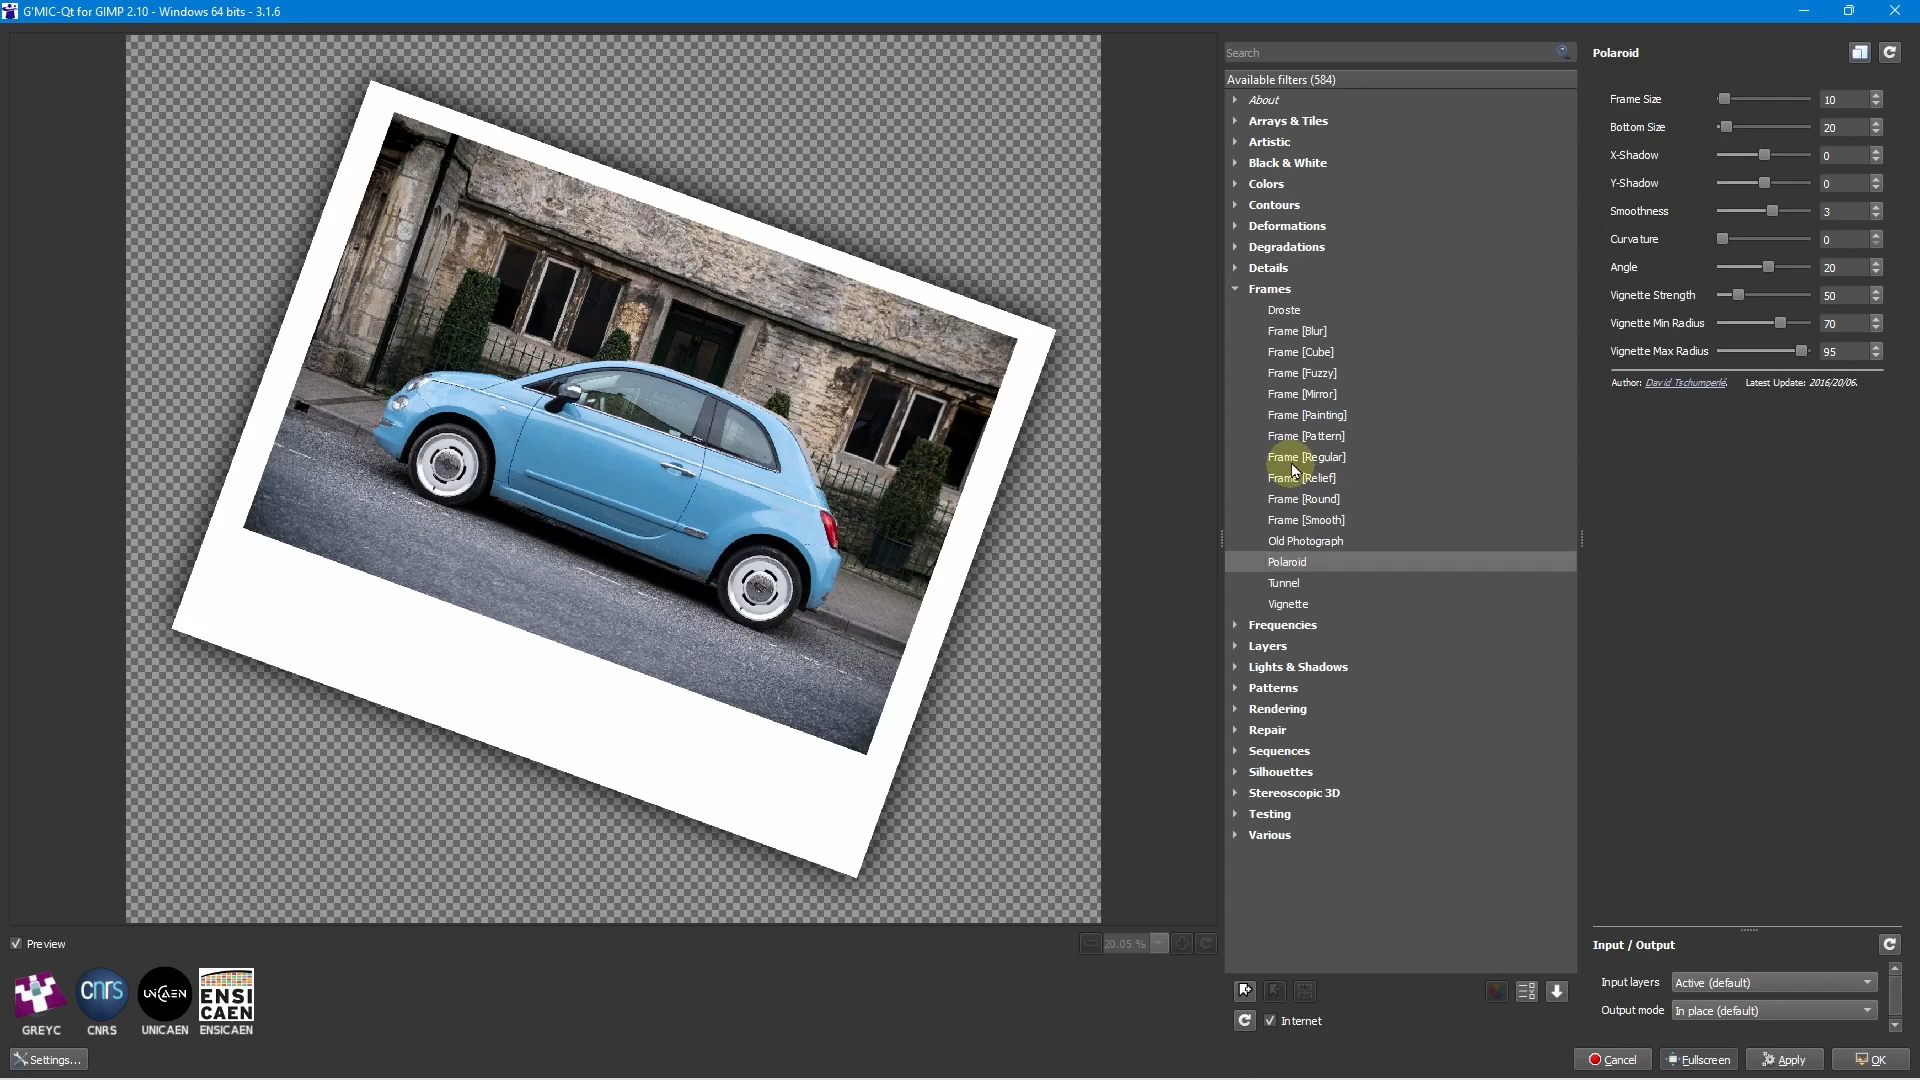 G'MIC-Qt for GIMP 2.10 - Windows 64 bits - 3.1.6
Search
Available filters (584)
About
Arrays & Tiles
Artistic
Black & White
Colors
Contours
Deformations
Degradations
Details
Frames
Droste
Frame [Blur]
Frame [Cube]
Frame [Fuzzy]
Frame [Mirror]
Frame [Painting]
Frame [Pattern]
Frame [Regular]
Frame [Relief]
Frame [Round]
Frame [Smooth]
Old Photograph
Polaroid
Tunnel
Vignette
Frequencies
Layers
Lights & Shadows
Patterns
Rendering
Repair
Sequences
Silhouettes
Stereoscopic 3D
Testing
Various
Internet
Polaroid
Frame Size 10
Bottom Size 20
X-Shadow 0
Y-Shadow 0
Smoothness 3
Curvature 0
Angle 20
Vignette Strength 50
Vignette Min Radius 70
Vignette Max Radius 95
Author: David Tschumperlé. Latest Update: 2016/20/06.
Input / Output
Input layers Active (default)
Output mode In place (default)
Preview
20.05 %
cnrs
UNICAEN
ENSI
CAEN
GREYC CNRS UNICAEN ENSICAEN
Settings...
Cancel Fullscreen Apply OK